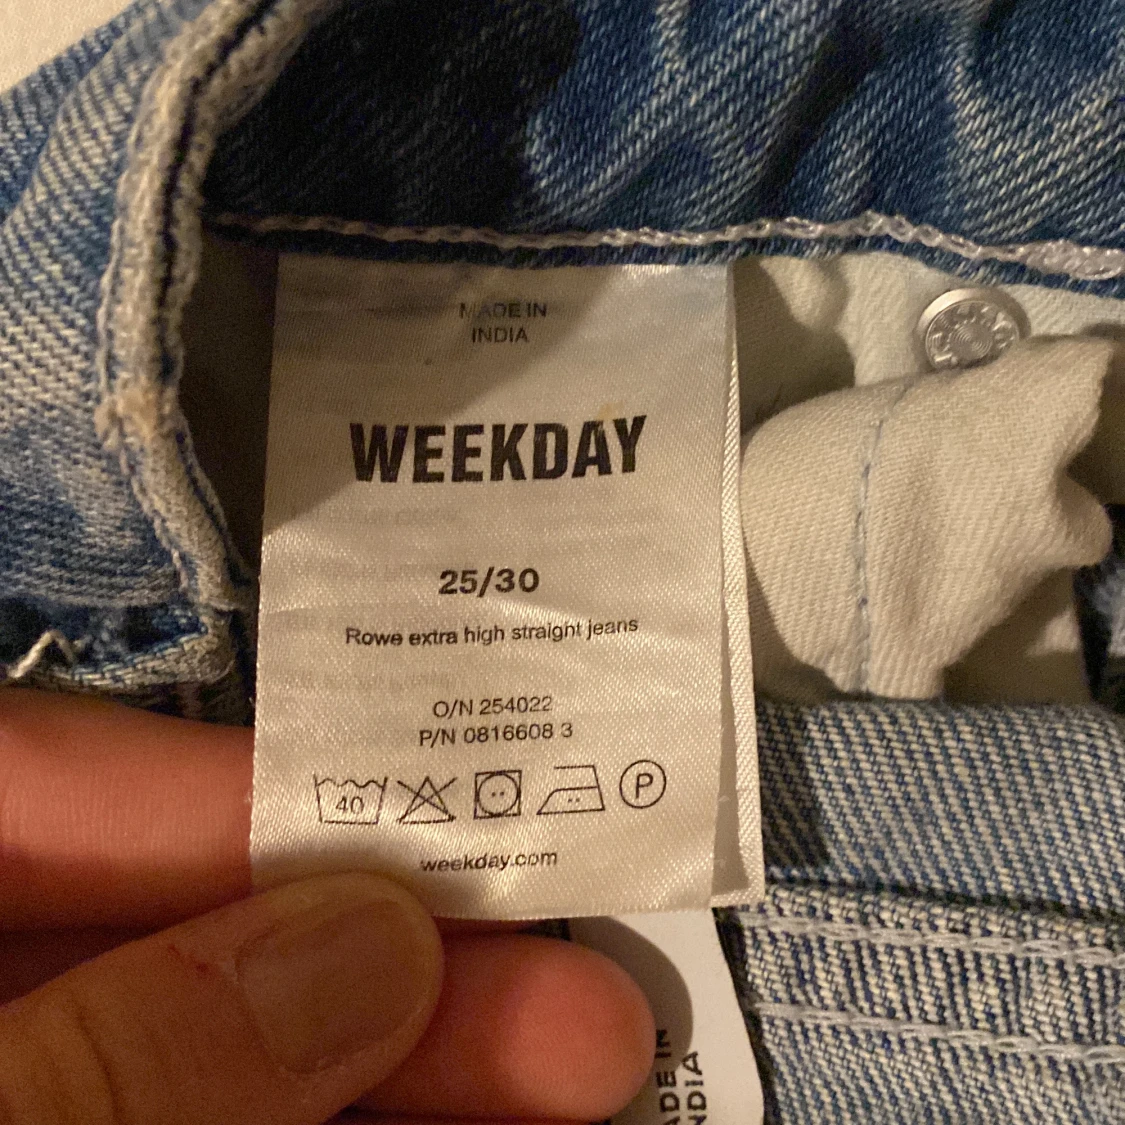 MADE IN
INDIA
WEEKDAY
25/30
Rowe extra high straight jeans
O/N 254022
P/N 0816608 3
40
P
weekday.com
ADE IN
NDIA